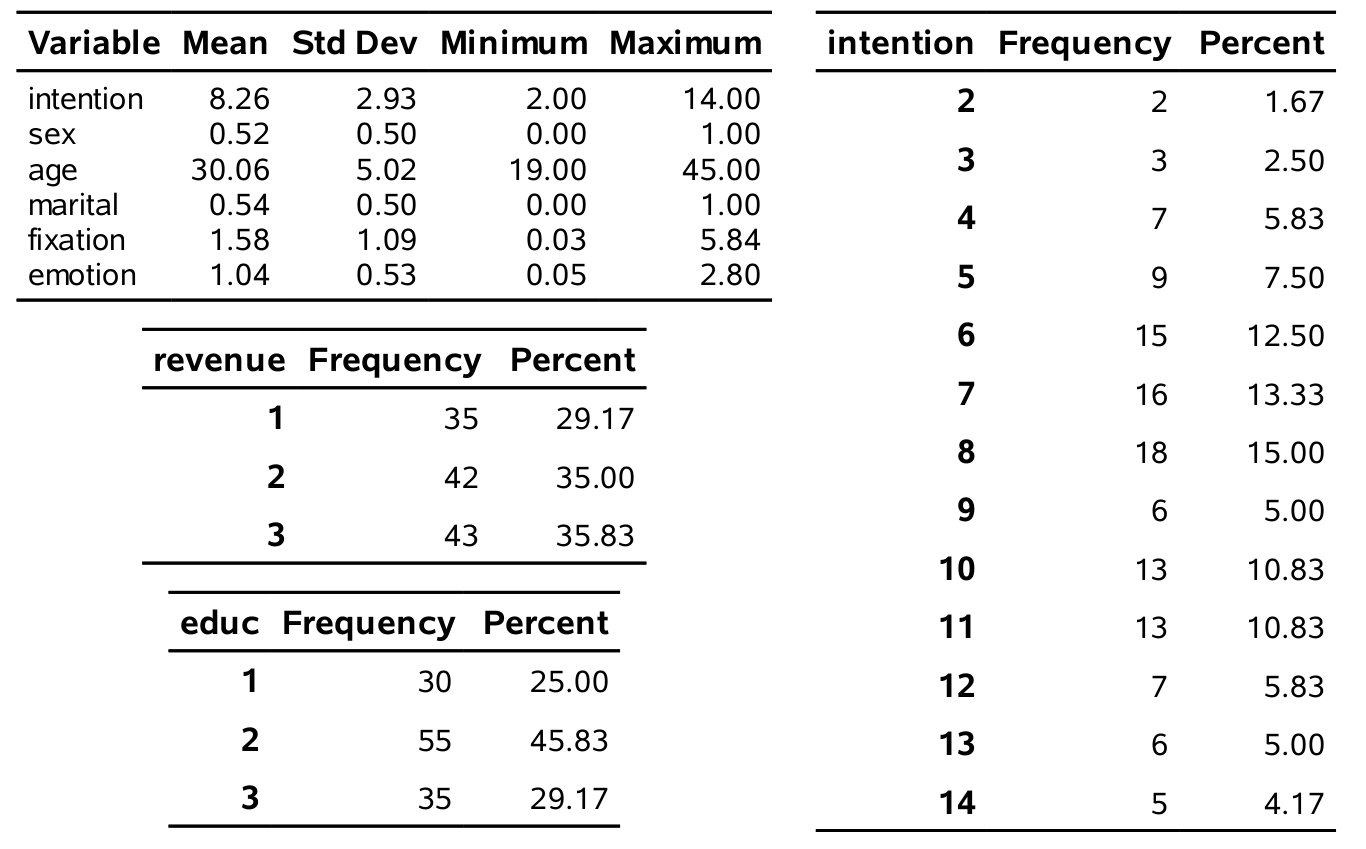 Variable Mean Std Dev Minimum Maximum
intention 8.26 2.93 2.00 14.00
sex 0.52 0.50 0.00 1.00
age 30.06 5.02 19.00 45.00
marital 0.54 0.50 0.00 1.00
fixation 1.58 1.09 0.03 5.84
emotion 1.04 0.53 0.05 2.80
revenue Frequency Percent
1 35 29.17
2 42 35.00
3 43 35.83
educ Frequency Percent
1 30 25.00
2 55 45.83
3 35 29.17
intention Frequency Percent
2 2 1.67
3 3 2.50
4 7 5.83
5 9 7.50
6 15 12.50
7 16 13.33
8 18 15.00
9 6 5.00
10 13 10.83
11 13 10.83
12 7 5.83
13 6 5.00
14 5 4.17